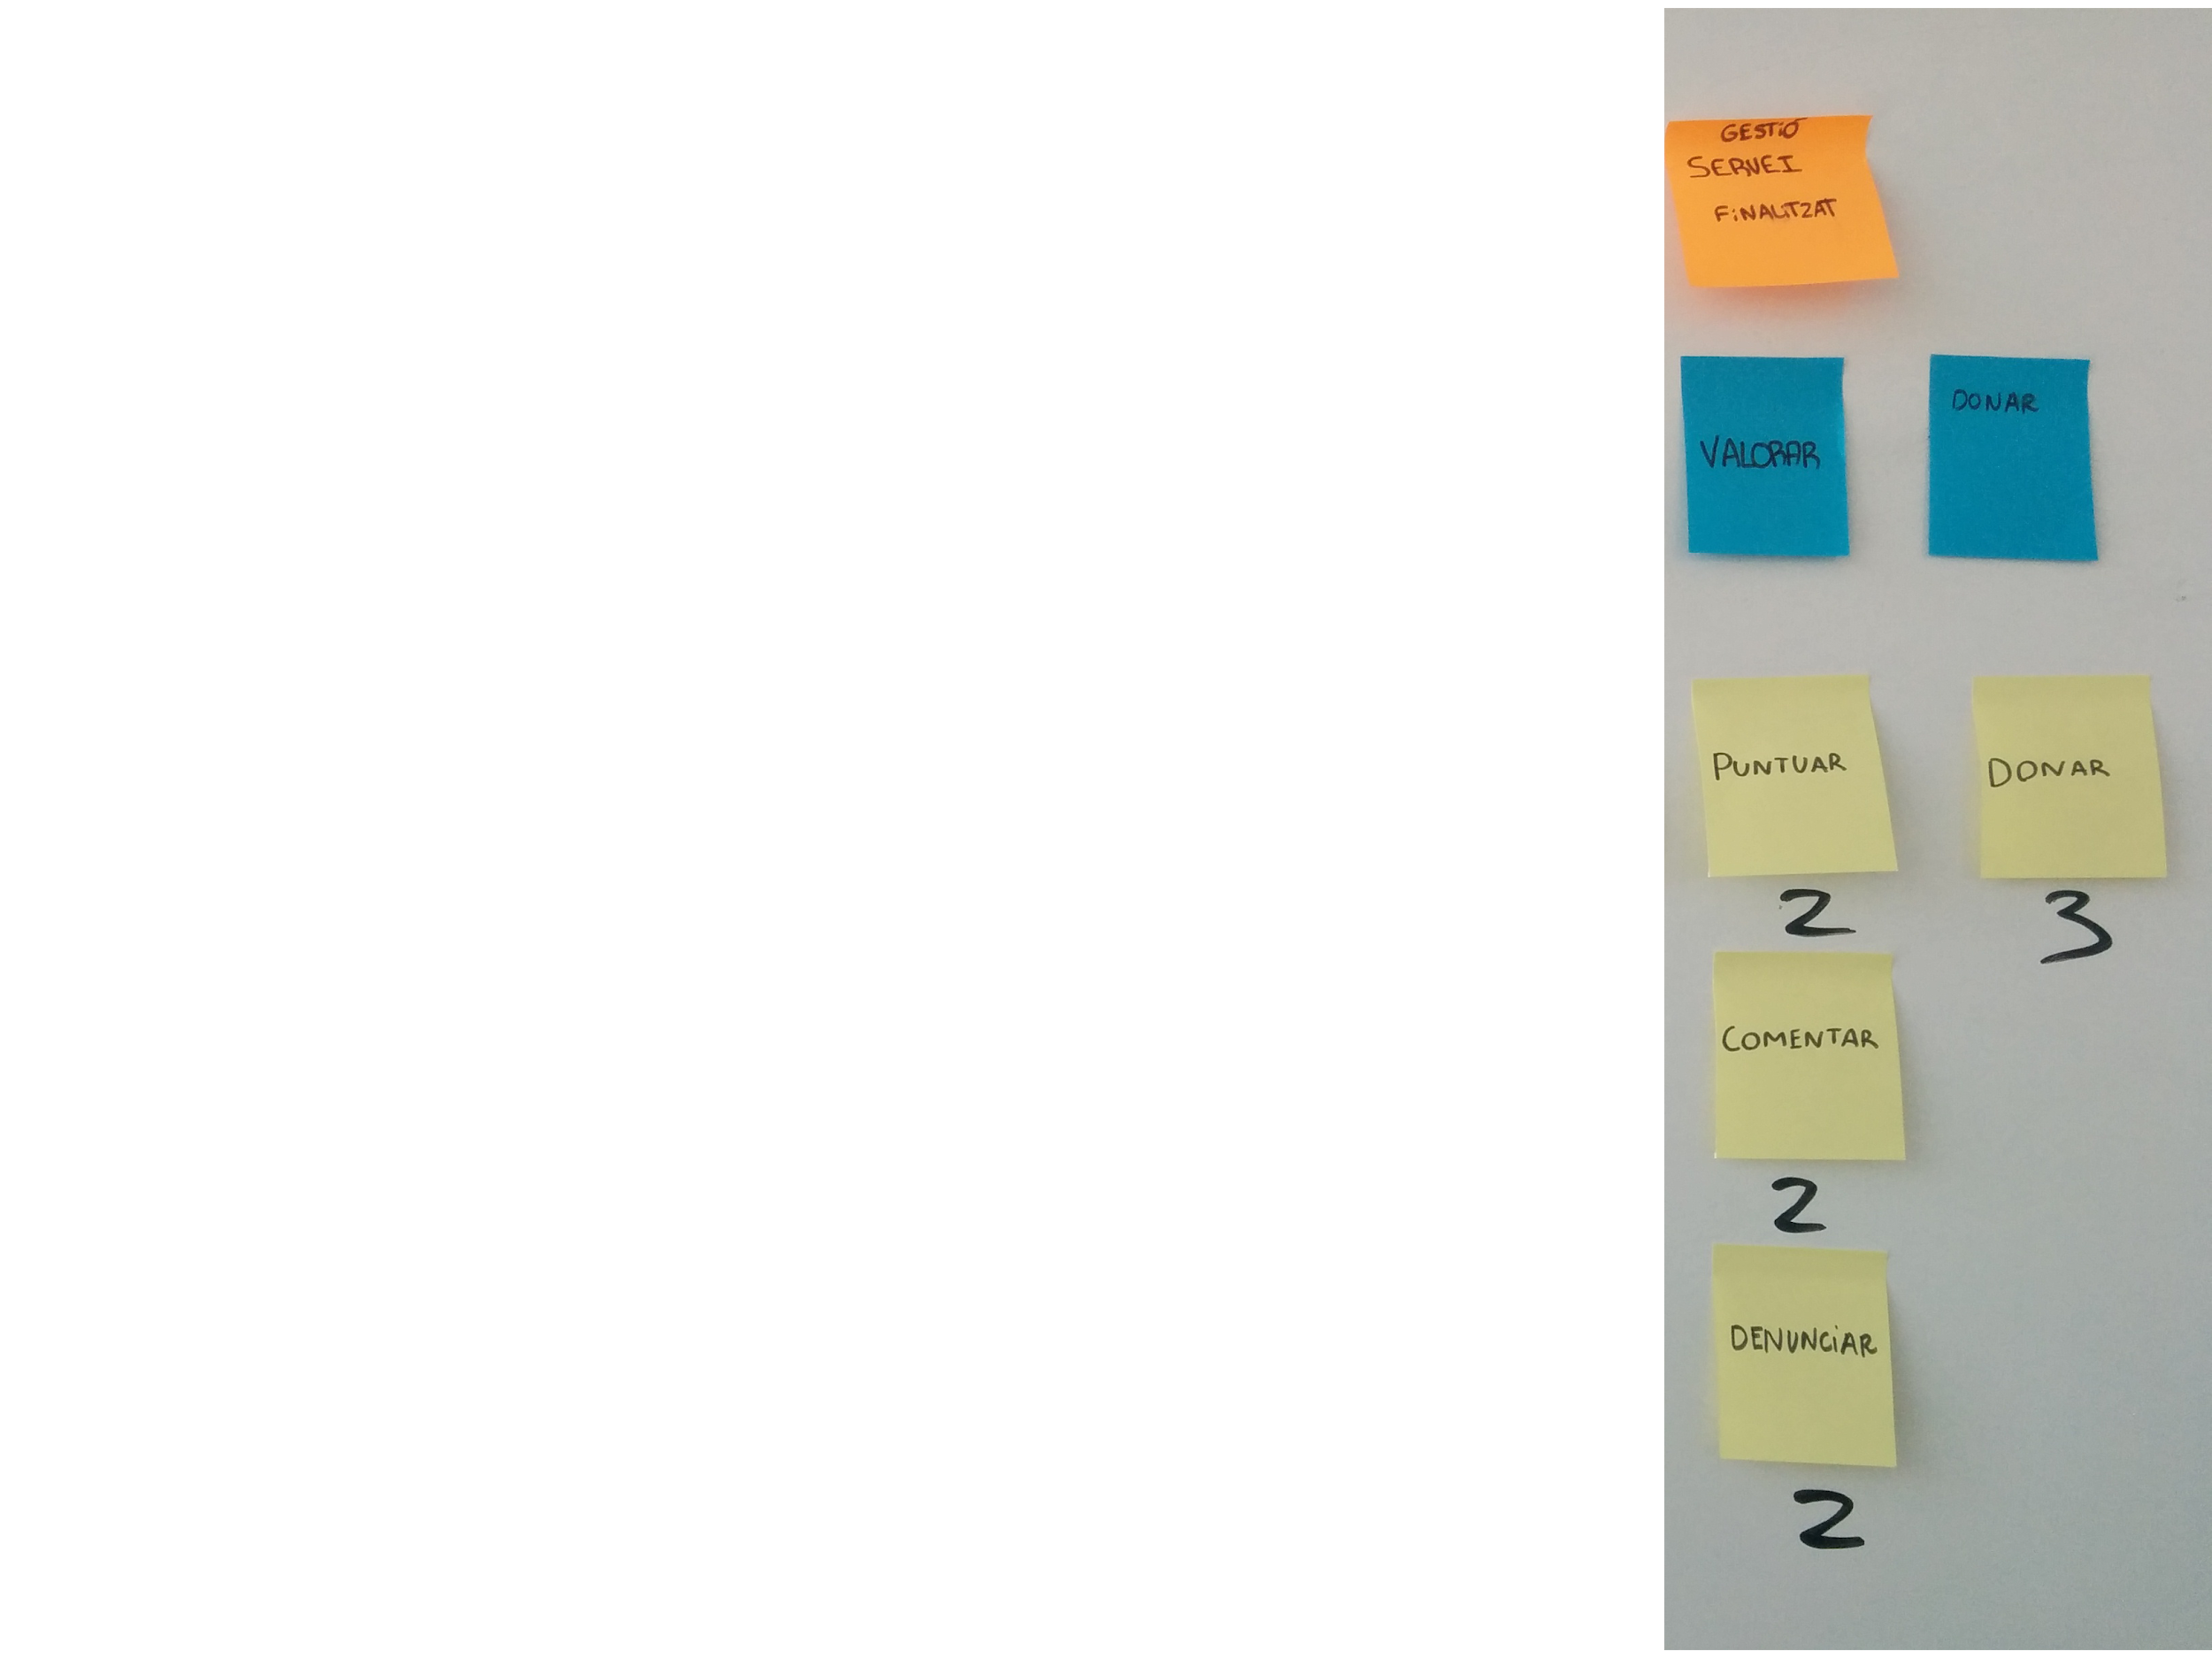 GESTIÓ
SERVEI
FINALITZAT
VALORAR
DONAR
PUNTUAR
DONAR
2
3
COMENTAR
2
DENUNCIAR
2